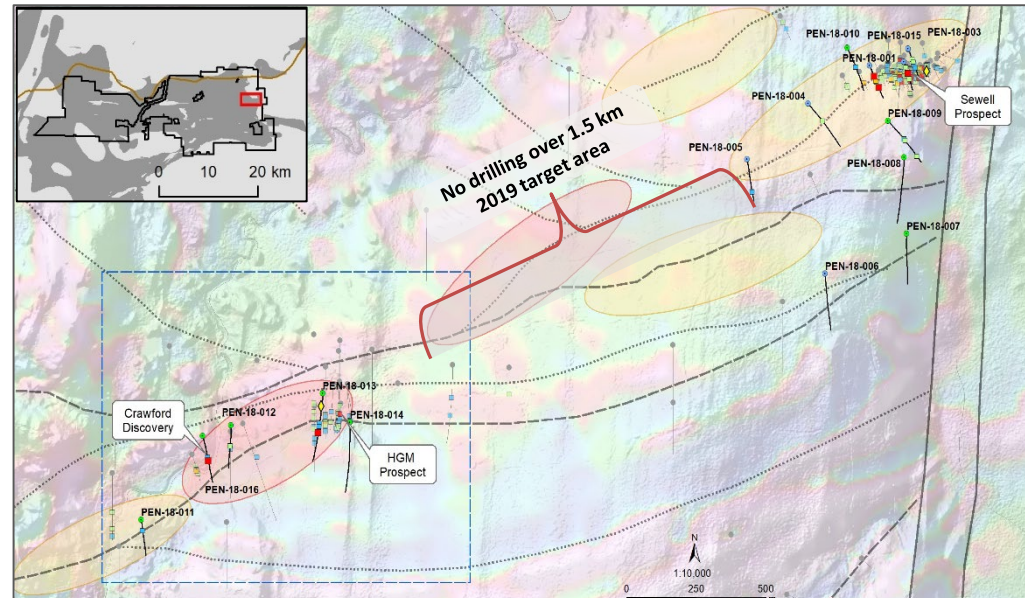 0 10 20 km
PEN-18-010
PEN-18-015
PEN-18-003
PEN-18-001
Sewell
Prospect
PEN-18-004
PEN-18-009
PEN-18-005
PEN-18-008
PEN-18-007
PEN-18-006
No drilling over 1.5 km
2019 target area
PEN-18-013
PEN-18-012
PEN-18-014
Crawford
Discovery
HGM
Prospect
PEN-18-016
PEN-18-011
N
1:10,000
0 250 500